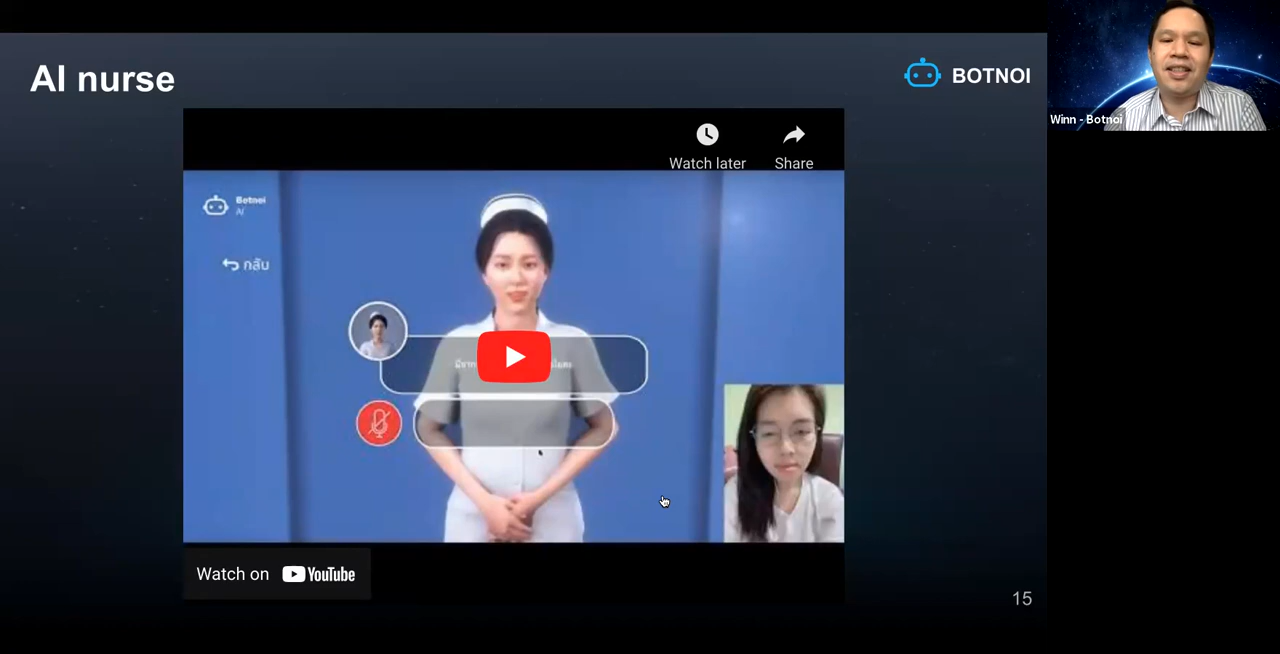 AI nurse
BOTNOI
Winn - Botnoi
Watch later
Share
Botnoi
AI
กลับ
Watch on YouTube
15